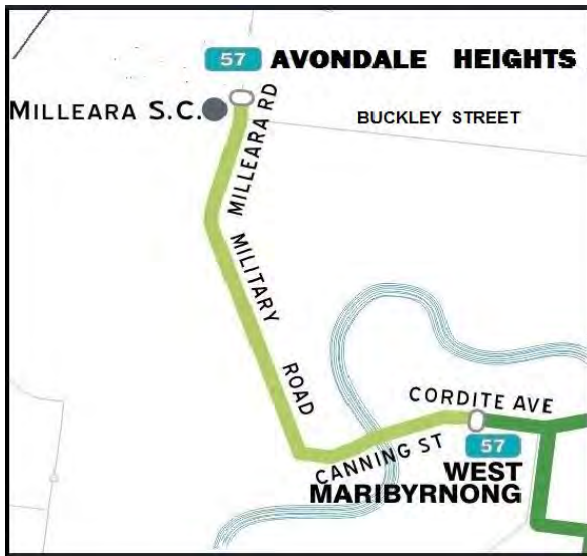 57 AVONDALE HEIGHTS
MILLEARA S.C.
BUCKLEY STREET
MILLEARA RD
MILITARY ROAD
CORDITE AVE
CANNING ST
57
WEST
MARIBYRNONG